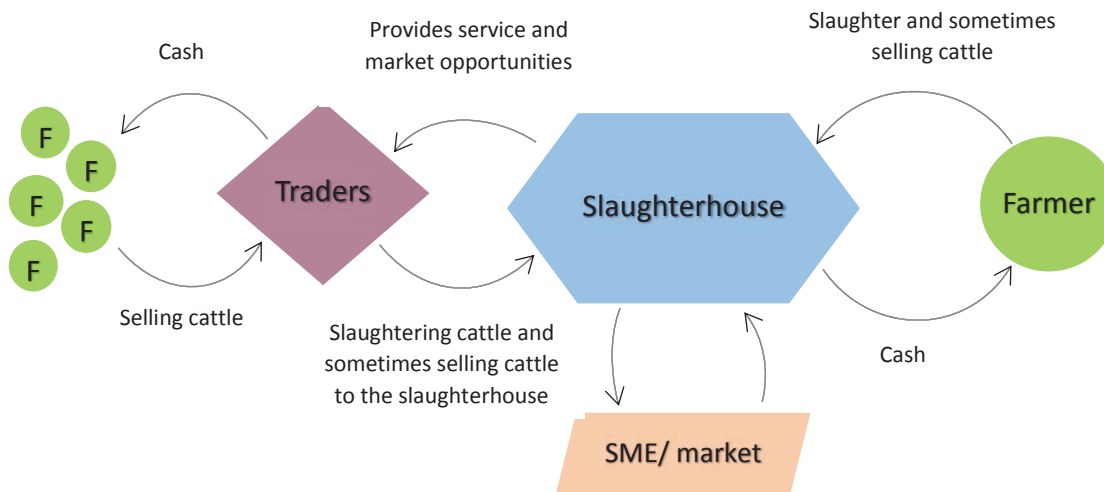 Slaughter and sometimes
selling cattle
Provides service and
market opportunities
Cash
F
F
F
F
F
Traders
Slaughterhouse
Farmer
Selling cattle
Slaughtering cattle and
sometimes selling cattle
to the slaughterhouse
Cash
SME/ market